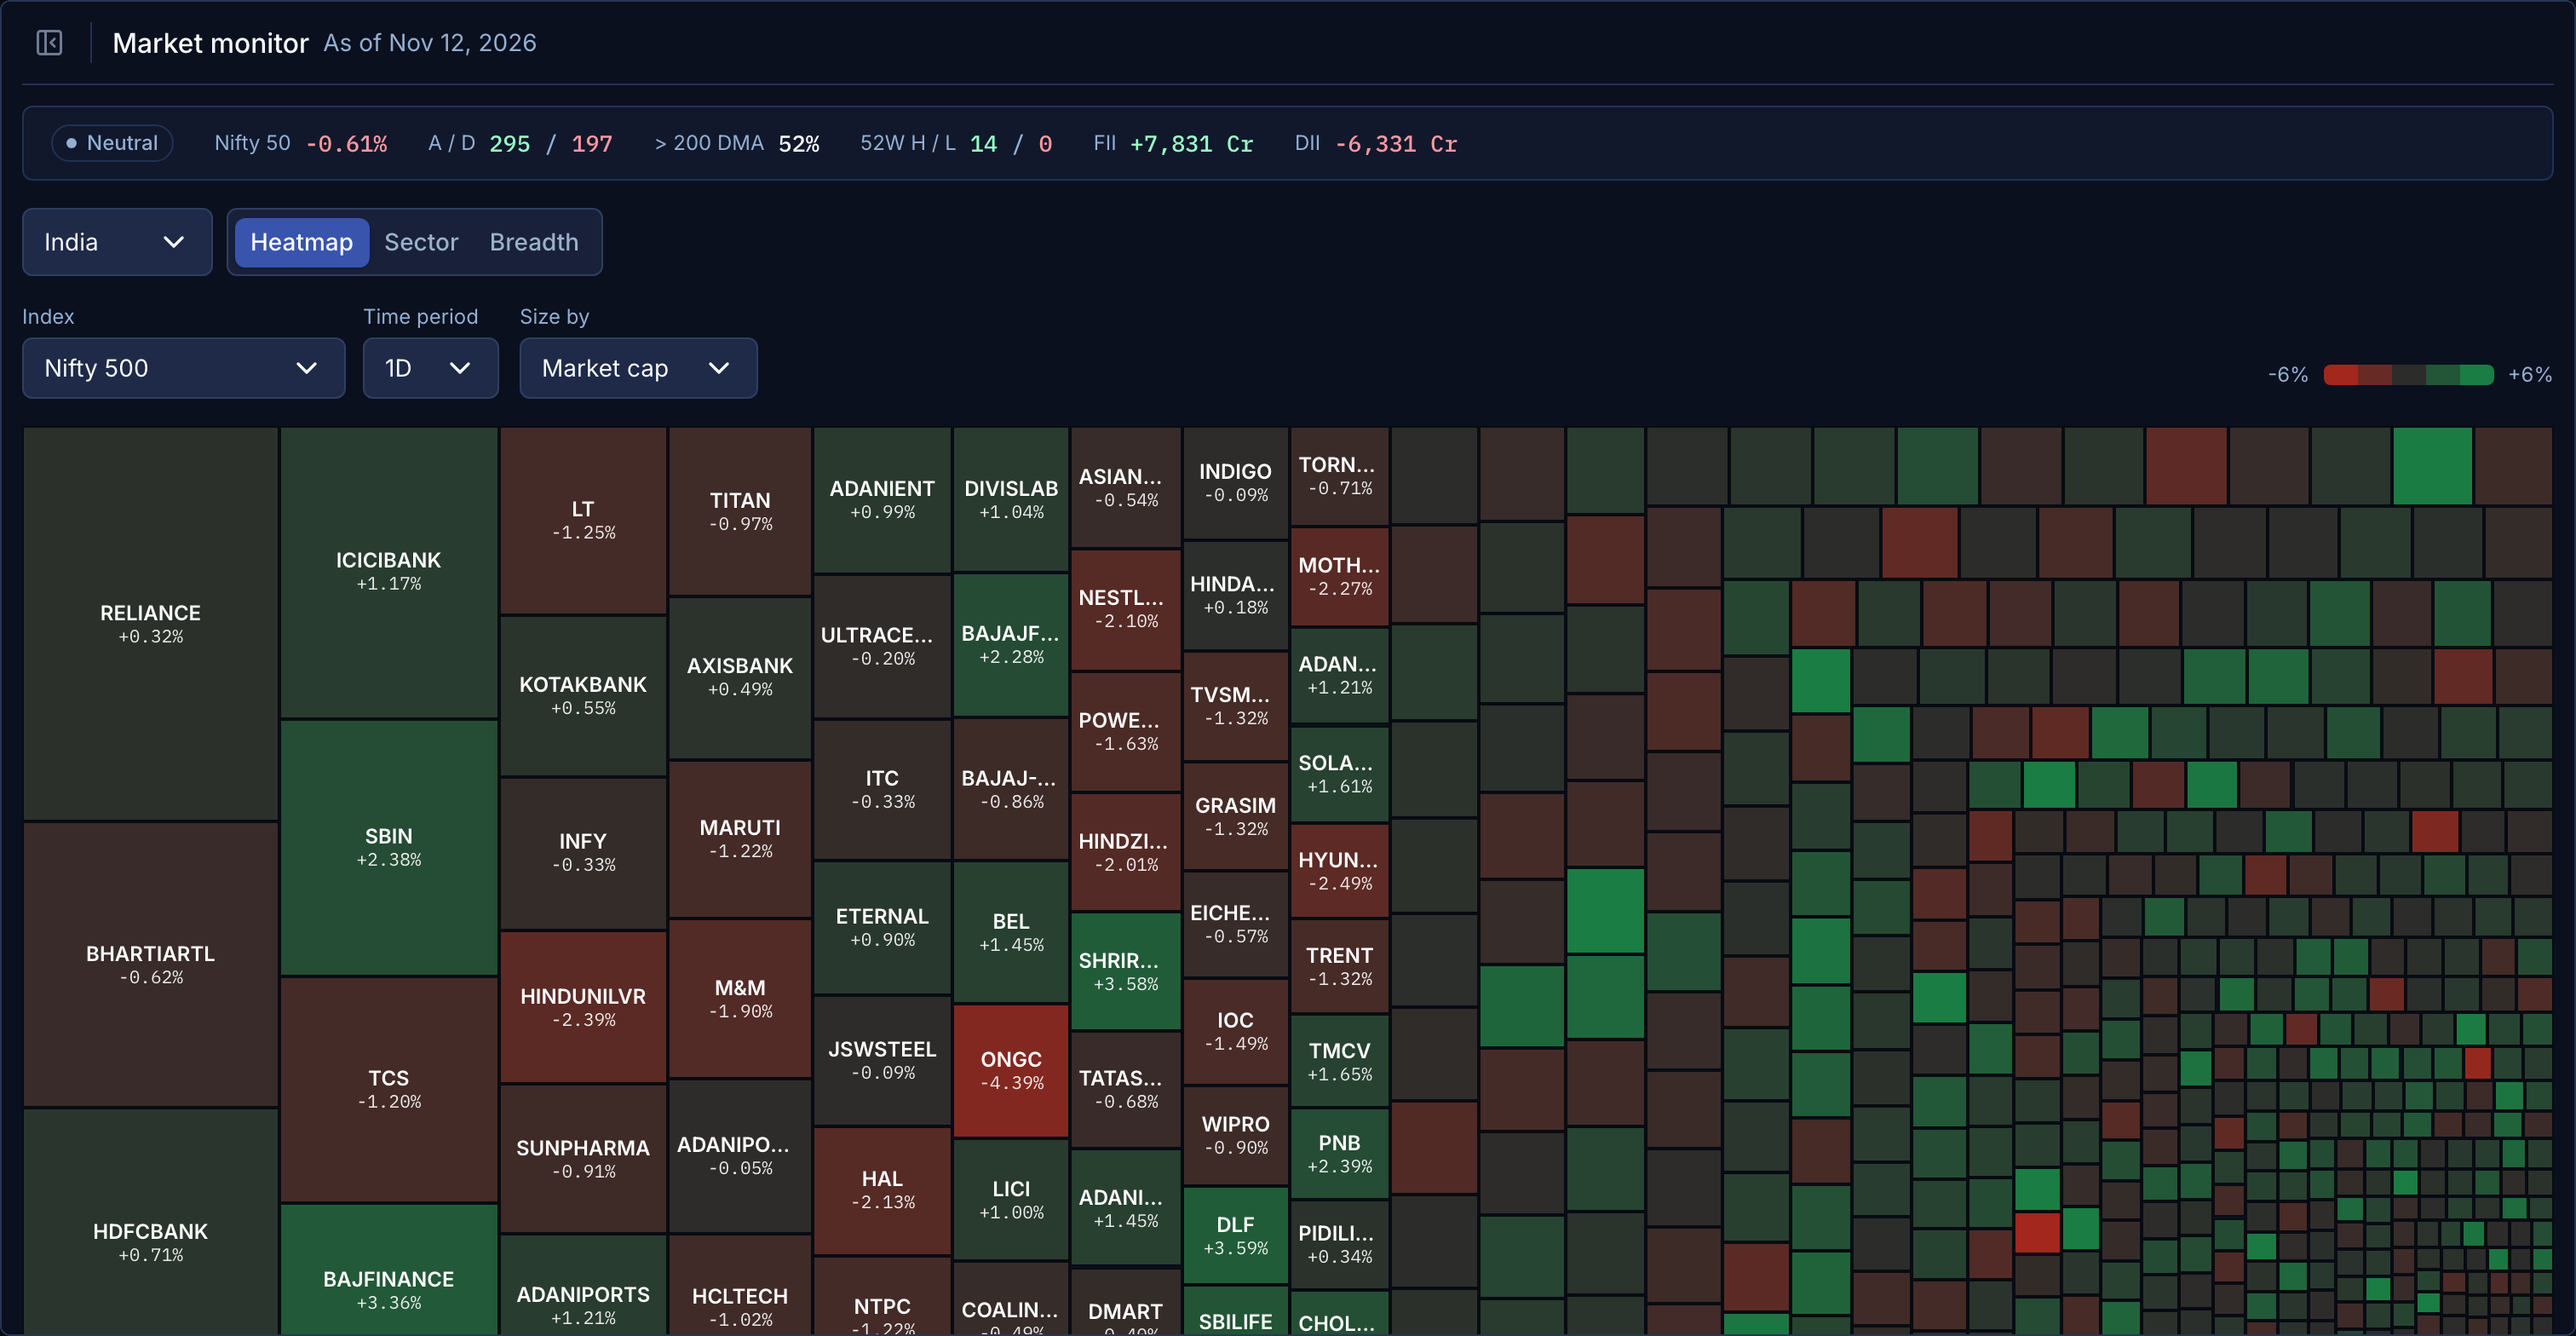 Market monitor As of Nov 12, 2026
Neutral Nifty 50 -0.61% A / D 295 / 197 > 200 DMA 52% 52W H / L 14 / 0 FII +7,831 Cr DII -6,331 Cr
India Heatmap Sector Breadth
Index Time period Size by
Nifty 500 1D Market cap
-6% +6%
RELIANCE
+0.32%
BHARTIARTL
-0.62%
HDFCBANK
+0.71%
ICICIBANK
+1.17%
SBIN
+2.38%
TCS
-1.20%
BAJFINANCE
+3.36%
LT
-1.25%
KOTAKBANK
+0.55%
INFY
-0.33%
HINDUNILVR
-2.39%
SUNPHARMA
-0.91%
ADANIPORTS
+1.21%
TITAN
-0.97%
AXISBANK
+0.49%
MARUTI
-1.22%
M&M
-1.90%
ADANIPO...
-0.05%
HCLTECH
-1.02%
ADANIENT
+0.99%
ULTRACE...
-0.20%
ITC
-0.33%
ETERNAL
+0.90%
JSWSTEEL
-0.09%
HAL
-2.13%
NTPC
-1.22%
DIVISLAB
+1.04%
BAJAJF...
+2.28%
BAJAJ-...
-0.86%
BEL
+1.45%
ONGC
-4.39%
LICI
+1.00%
COALIN...
-0.49%
ASIAN...
-0.54%
NESTL...
-2.10%
POWE...
-1.63%
HINDZI...
-2.01%
SHRIR...
+3.58%
TATAS...
-0.68%
ADANI...
+1.45%
DMART
INDIGO
-0.09%
HINDA...
+0.18%
TVSM...
-1.32%
GRASIM
-1.32%
EICHE...
-0.57%
IOC
-1.49%
WIPRO
-0.90%
DLF
+3.59%
SBILIFE
TORN...
-0.71%
MOTH...
-2.27%
ADAN...
+1.21%
SOLA...
+1.61%
HYUN...
-2.49%
TRENT
-1.32%
TMCV
+1.65%
PNB
+2.39%
PIDILI...
+0.34%
CHOL...